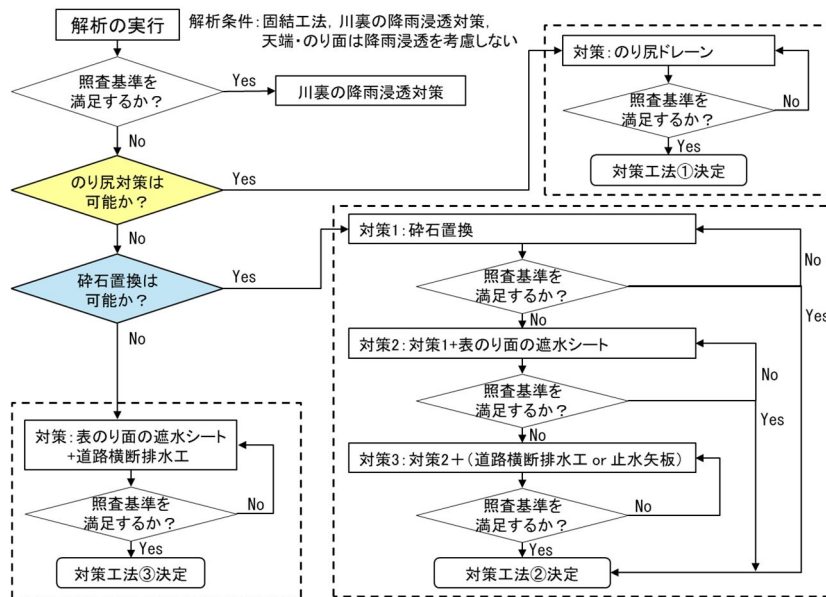 解析の実行
解析条件：固結工法，川裏の降雨浸透対策，
天端・のり面は降雨浸透を考慮しない
照査基準を
満足するか？
Yes
川裏の降雨浸透対策
No
のり尻対策は
可能か？
Yes
No
砕石置換は
可能か？
Yes
No
対策：のり尻ドレーン
照査基準を
満足するか？
No
Yes
対策工法①決定
対策1：砕石置換
照査基準を
満足するか？
No
Yes
No
対策2：対策1+表のり面の遮水シート
照査基準を
満足するか？
No
Yes
No
対策3：対策2＋（道路横断排水工 or 止水矢板）
照査基準を
満足するか？
No
Yes
対策工法②決定
対策：表のり面の遮水シート
+道路横断排水工
照査基準を
満足するか？
No
Yes
対策工法③決定